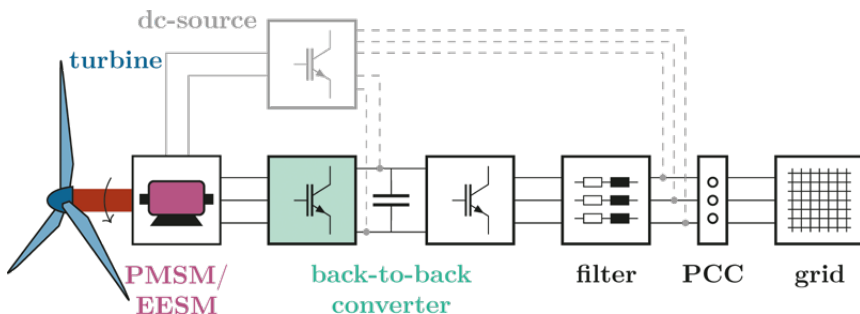 dc-source
turbine
PMSM/
EESM
back-to-back
converter
filter
PCC
grid